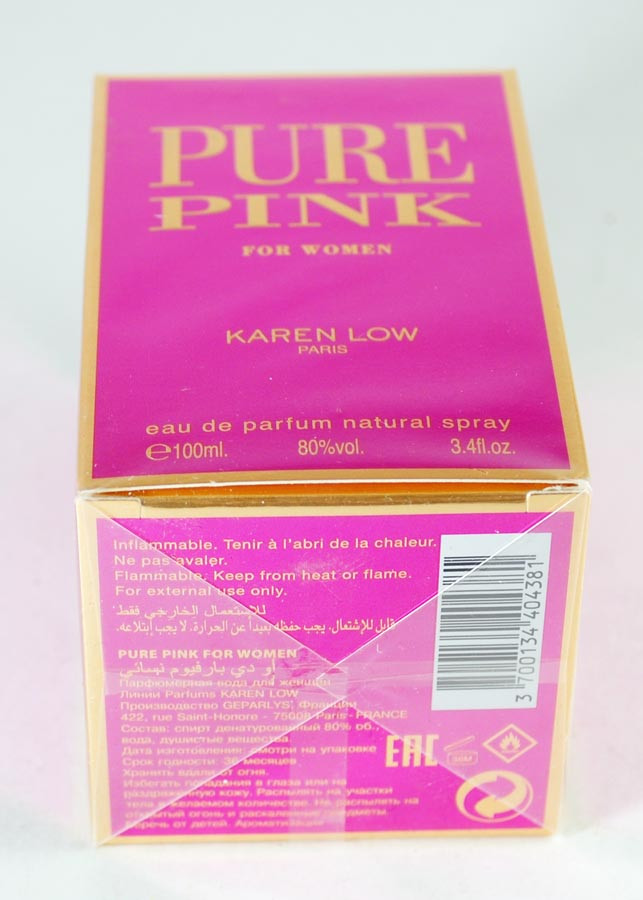 PURE
PINK
FOR WOMEN
KAREN LOW
PARIS
eau de parfum natural spray
℮100ml. 80%vol. 3.4fl.oz.
Inflammable. Tenir à l'abri de la chaleur.
Ne pas avaler.
Flammable. Keep from heat or flame.
For external use only.
للإستعمال الخارجي فقط
قابل للإشتعال، يجب حفظه بعيداً عن الحرارة، لا يجب إبتلاعه.
PURE PINK FOR WOMEN
أو دي بارفيوم نسائي
Парфюмерная вода для женщин
Линии Parfums KAREN LOW
Производство GEPARLYS, Франции
422, rue Saint-Honore - 75008 Paris- FRANCE
Состав: спирт денатурированный 80% об.,
вода, душистые вещества.
Дата изготовления: смотри на упаковке
Срок годности: 36 месяцев
Хранить вдали от огня.
Избегать попадания в глаза или на
раздраженную кожу. Распылять на участки
тела в желаемом количестве. Не распылять на
открытый огонь и раскаленные предметы.
Беречь от детей.
3 700134 404381
EAC
36M